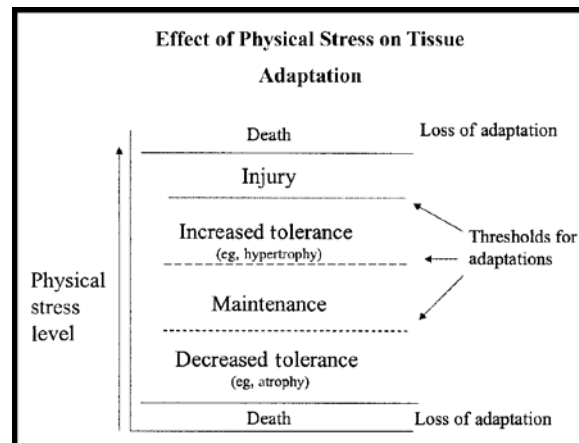 Effect of Physical Stress on Tissue
Adaptation
Death
Loss of adaptation
Injury
Increased tolerance
(eg, hypertrophy)
Thresholds for
adaptations
Physical
stress
level
Maintenance
Decreased tolerance
(eg, atrophy)
Death
Loss of adaptation